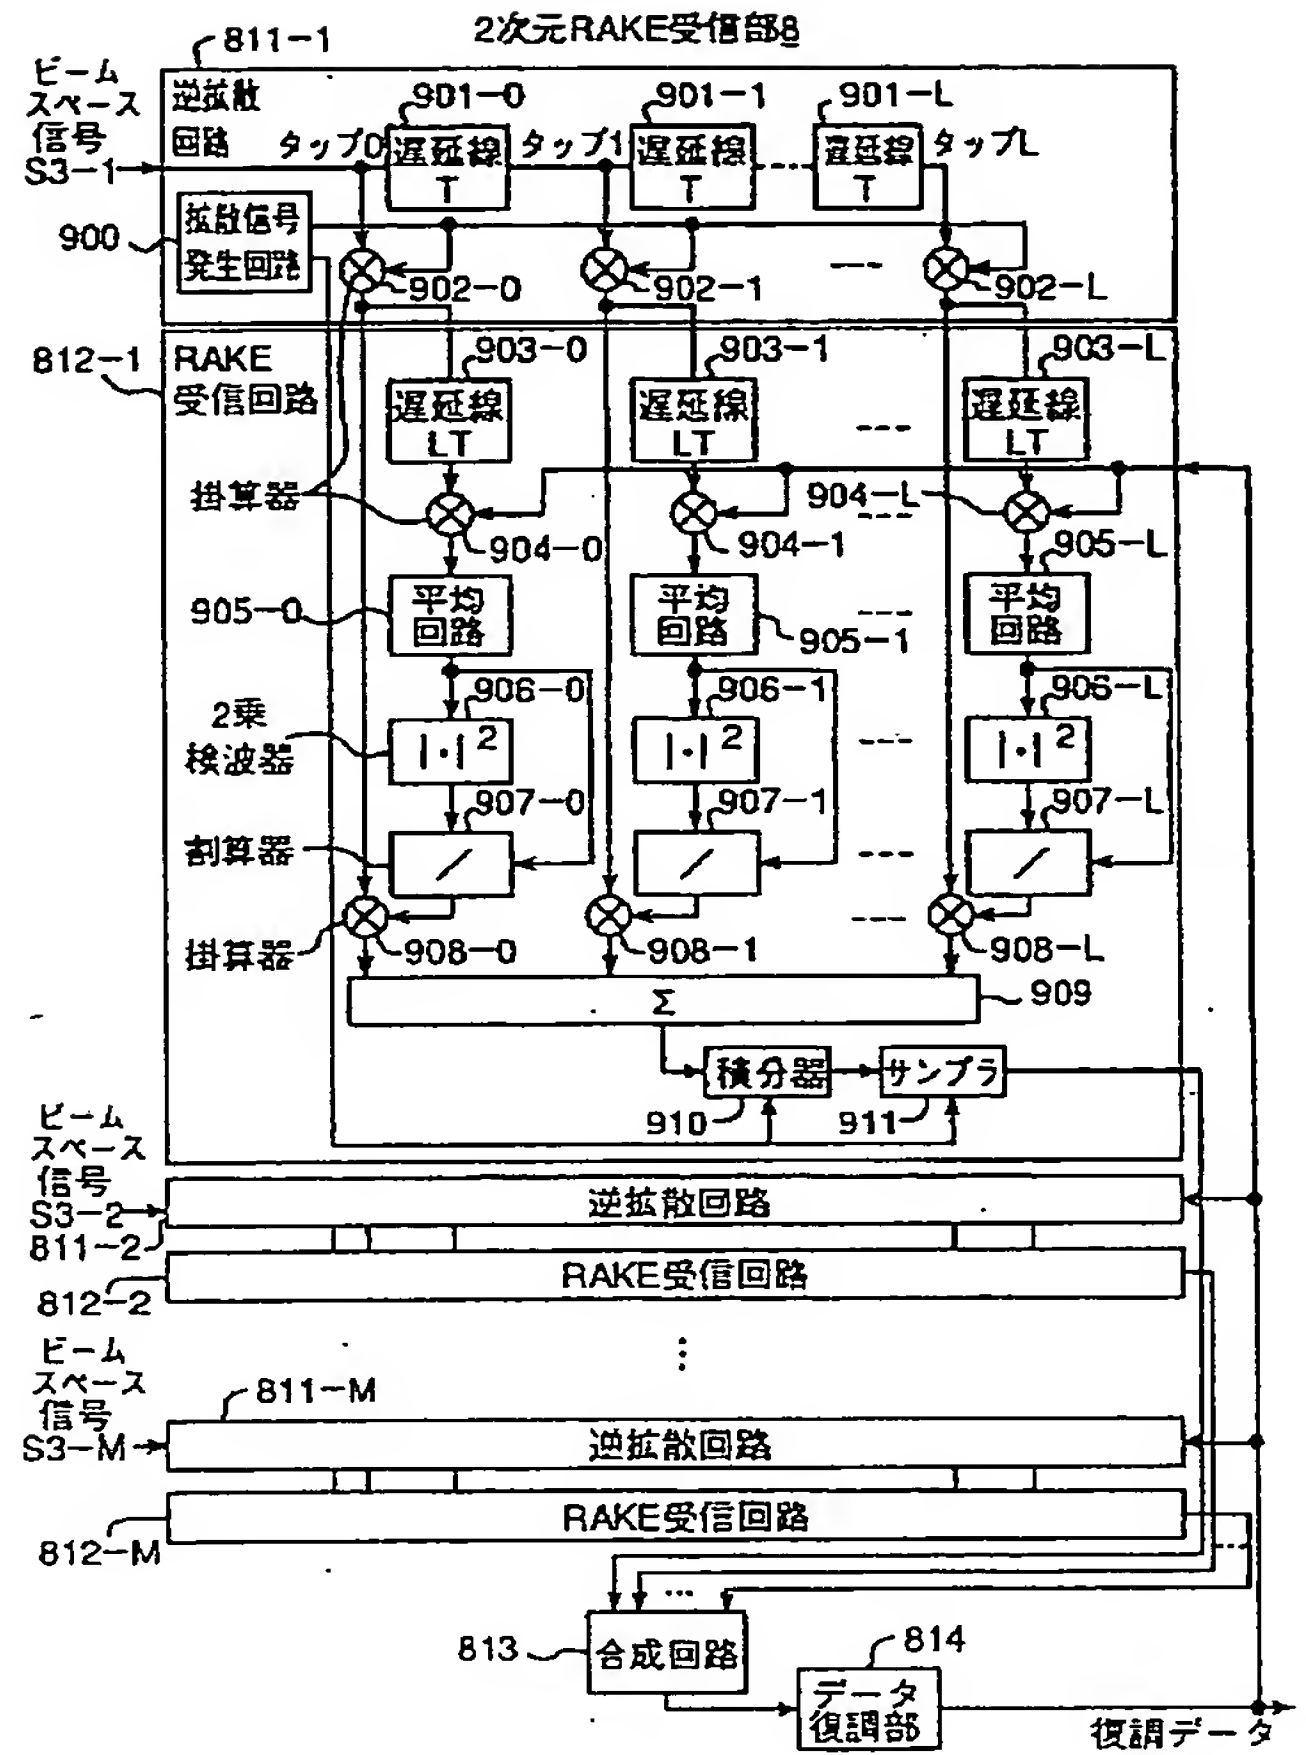 2次元RAKE受信部8
811-1
ビーム
スペース
信号
S3-1
逆拡散
回路
タップ0
901-0
遅延線
T
タップ1
901-1
遅延線
T
901-L
遅延線
T
タップL
900
拡散信号
発生回路
902-0
902-1
902-L
812-1
RAKE
受信回路
903-0
遅延線
LT
903-1
遅延線
LT
903-L
遅延線
LT
掛算器
904-0
904-1
904-L
905-0
平均
回路
平均
回路
905-1
905-L
平均
回路
2乗
検波器
906-0
|・|2
906-1
|・|2
906-L
|・|2
割算器
907-0
/
907-1
/
907-L
/
掛算器
908-0
908-1
908-L
Σ
909
積分器
910
サンプラ
911
ビーム
スペース
信号
S3-2
811-2
逆拡散回路
812-2
RAKE受信回路
ビーム
スペース
信号
S3-M
811-M
逆拡散回路
812-M
RAKE受信回路
813
合成回路
814
データ
復調部
復調データ